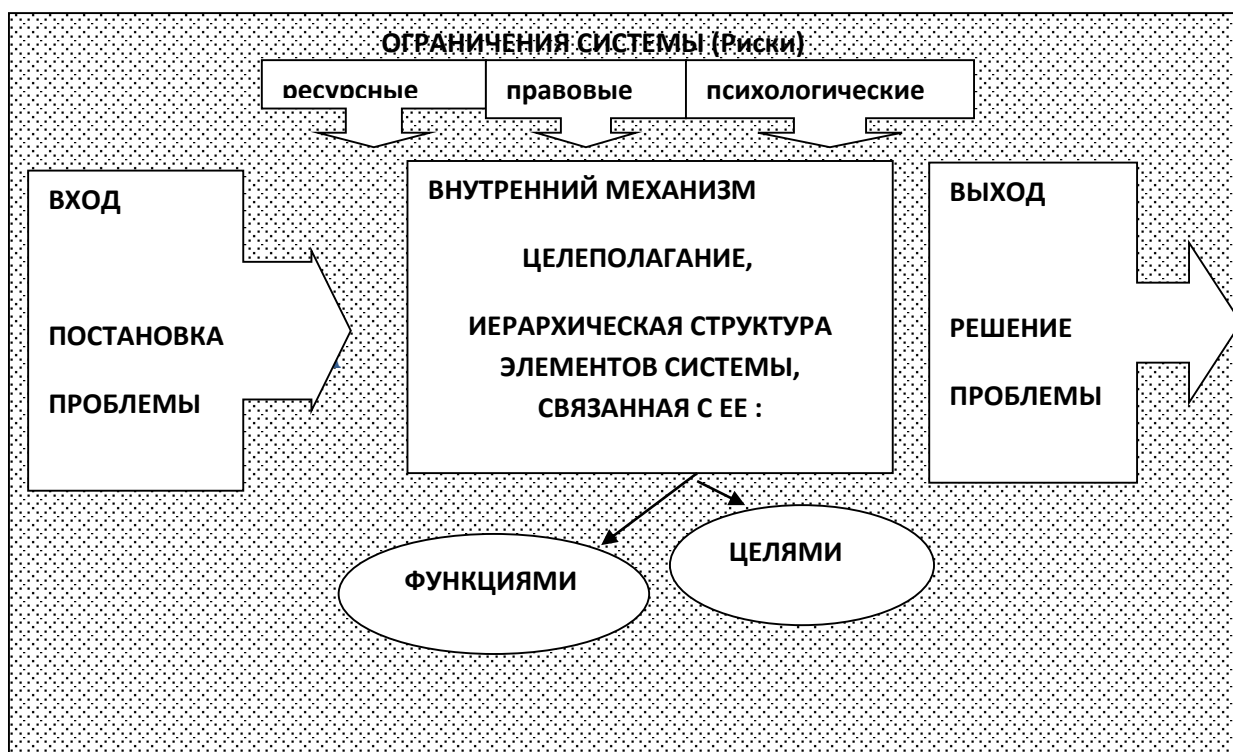 ОГРАНИЧЕНИЯ СИСТЕМЫ (Риски)
ресурсные
правовые
психологические
ВХОД
ПОСТАНОВКА
ПРОБЛЕМЫ
ВНУТРЕННИЙ МЕХАНИЗМ
ЦЕЛЕПОЛАГАНИЕ,
ИЕРАРХИЧЕСКАЯ СТРУКТУРА
ЭЛЕМЕНТОВ СИСТЕМЫ,
СВЯЗАННАЯ С ЕЕ :
ВЫХОД
РЕШЕНИЕ
ПРОБЛЕМЫ
ФУНКЦИЯМИ
ЦЕЛЯМИ